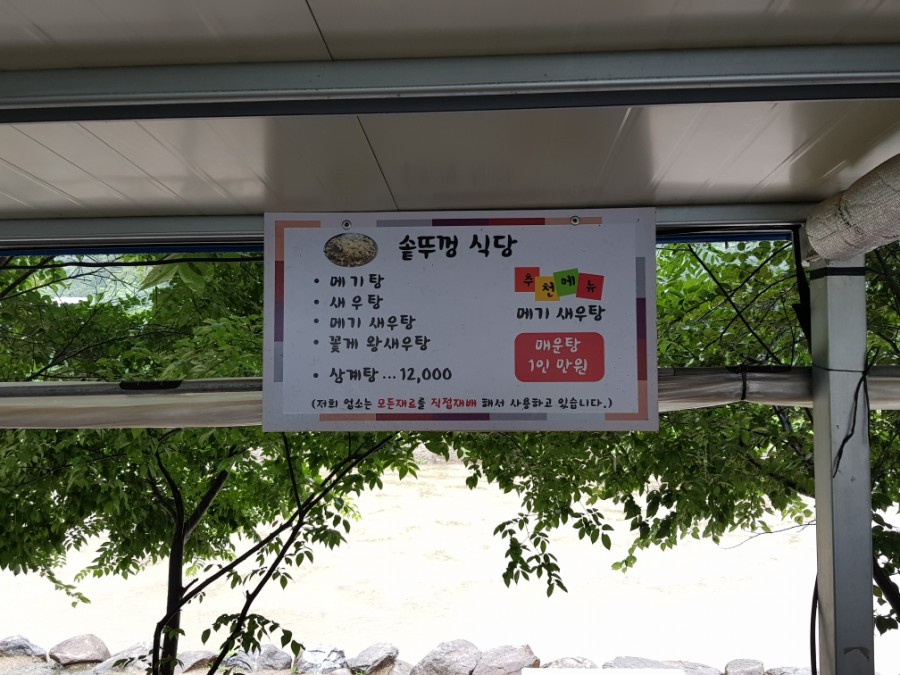 솥뚜껑 식당
• 메기탕
• 새우탕
• 메기 새우탕
• 꽃게 왕새우탕
• 삼계탕 ... 12,000
추천메뉴
메기 새우탕
매운탕
1인 만원
(저희 업소는 모든재료를 직접재배 해서 사용하고 있습니다.)